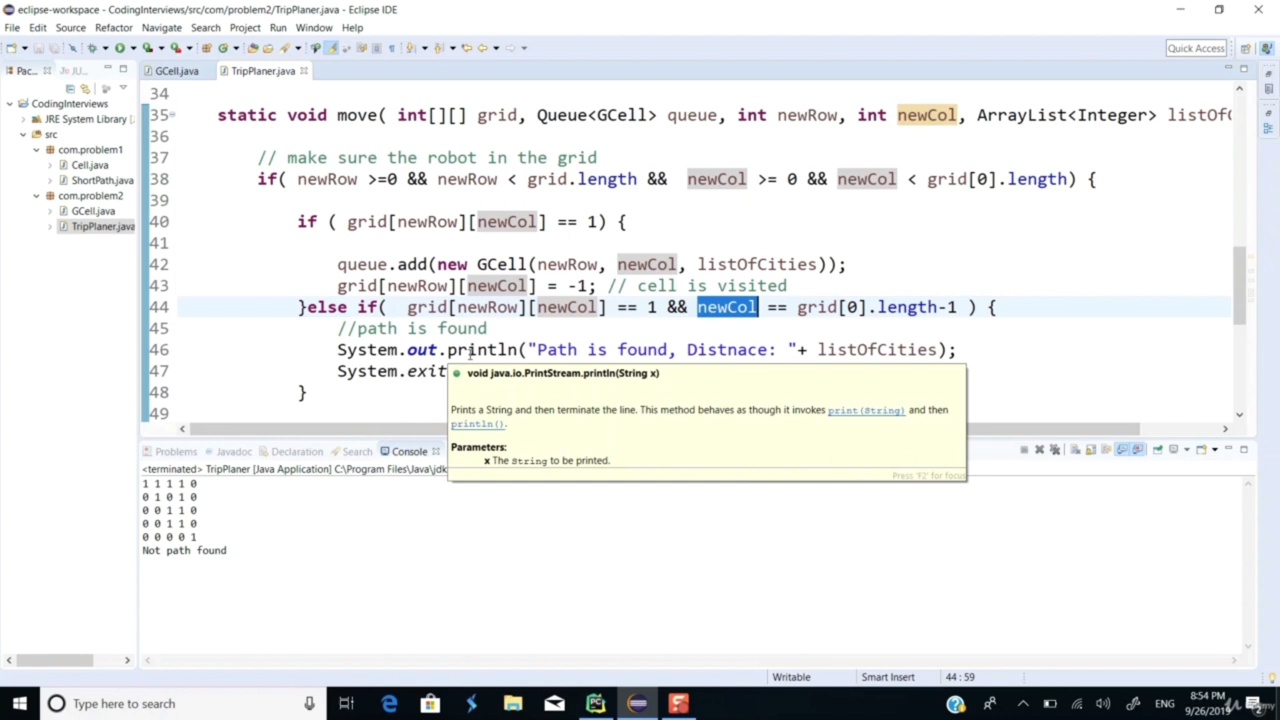 eclipse-workspace - CodingInterviews/src/com/problem2/TripPlaner.java - Eclipse IDE
File Edit Source Refactor Navigate Search Project Run Window Help
Quick Access
Pac... JU...
GCell.java TripPlaner.java
CodingInterviews
JRE System Library [
src
com.problem1
Cell.java
ShortPath.java
com.problem2
GCell.java
TripPlaner.java
34
35 static void move( int[][] grid, Queue<GCell> queue, int newRow, int newCol, ArrayList<Integer> listOf
36
37 // make sure the robot in the grid
38 if( newRow >=0 && newRow < grid.length && newCol >= 0 && newCol < grid[0].length) {
39
40 if ( grid[newRow][newCol] == 1) {
41
42 queue.add(new GCell(newRow, newCol, listOfCities));
43 grid[newRow][newCol] = -1; // cell is visited
44 }else if( grid[newRow][newCol] == 1 && newCol == grid[0].length-1 ) {
45 //path is found
46 System.out.println("Path is found, Distnace: "+ listOfCities);
47 System.exit
48 }
49
void java.io.PrintStream.println(String x)
Prints a String and then terminate the line. This method behaves as though it invokes print(String) and then
println().
Parameters:
x The String to be printed.
Press 'F2' for focus
Problems Javadoc Declaration Search Console
<terminated> TripPlaner [Java Application] C:\Program Files\Java\jdk
1 1 1 1 0
0 1 0 1 0
0 0 1 1 0
0 0 1 1 0
0 0 0 0 1
Not path found
Writable Smart Insert 44 : 59
Type here to search
ENG
8:54 PM
9/26/2019